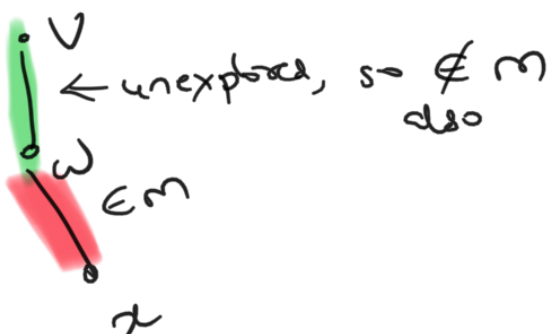 V
← unexplored, so ∉ M
also
w
∈ M
x